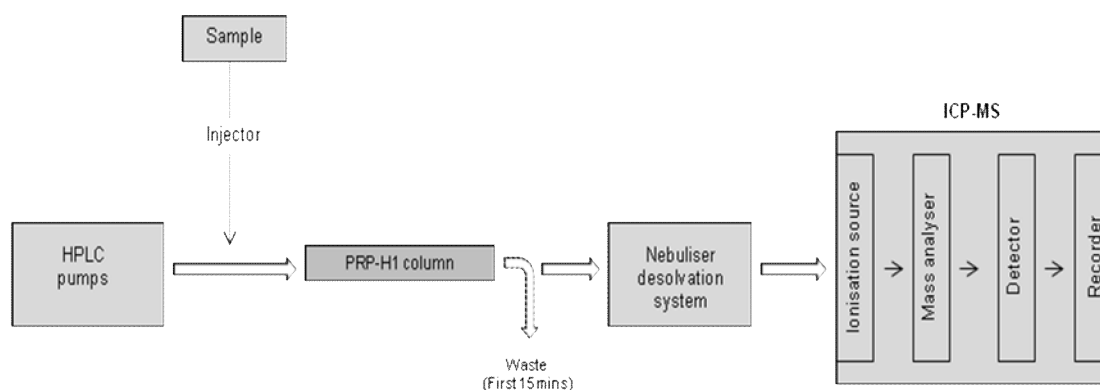 Sample
Injector
ICP-MS
HPLC
pumps
PRP-H1 column
Waste
(First 15mins)
Nebuliser
desolvation
system
Ionisation source
Mass analyser
Detector
Recorder